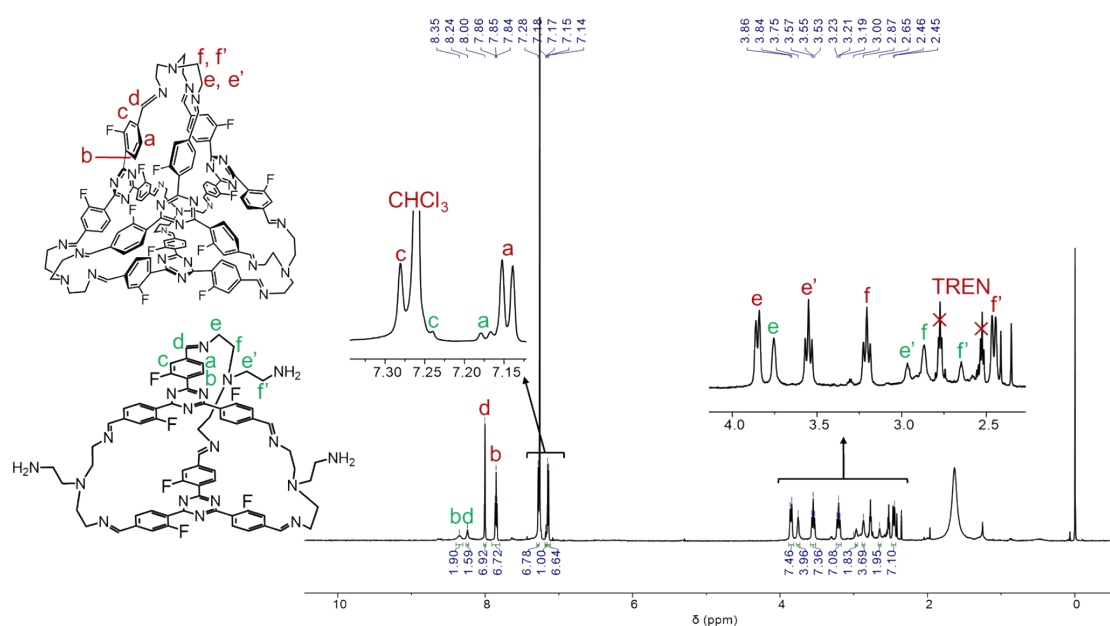 8.35 8.24 8.00 7.86 7.85 7.84 7.28 7.18 7.17 7.15 7.14
3.86 3.84 3.75 3.57 3.55 3.53 3.23 3.21 3.19 3.00 2.87 2.65 2.46 2.45
f, f'
N
e, e'
N N
d
c
F
a
b
F
N
N
F
CHCl₃
c
a
c
a
7.30 7.25 7.20 7.15
e
e'
f
TREN
f'
e
e'
f
f'
4.0 3.5 3.0 2.5
e
d
N
f
c
a
e'
F
b
N
NH₂
f'
F
NH₂
NH₂
F
d
b
bd
1.90 1.59 6.92 6.72 6.78 1.00 6.64
7.46 3.96 7.36 7.08 1.83 3.69 1.95 7.10
10 8 6 4 2 0
δ (ppm)